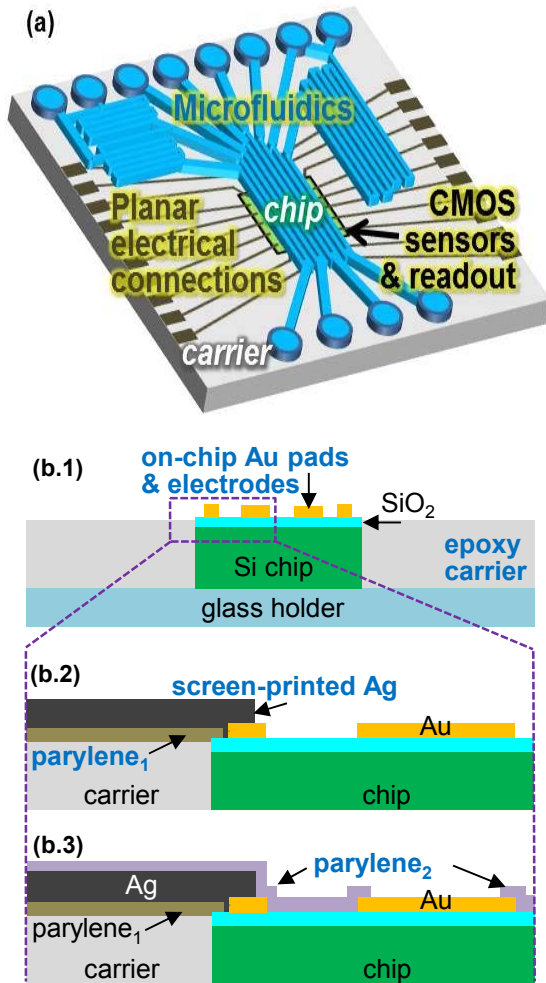 (a)
Microfluidics
chip
Planar
electrical
connections
CMOS
sensors
& readout
carrier
(b.1)
on-chip Au pads
& electrodes
SiO₂
epoxy
carrier
Si chip
glass holder
(b.2)
screen-printed Ag
Au
parylene₁
carrier
chip
(b.3)
parylene₂
Ag
Au
parylene₁
carrier
chip